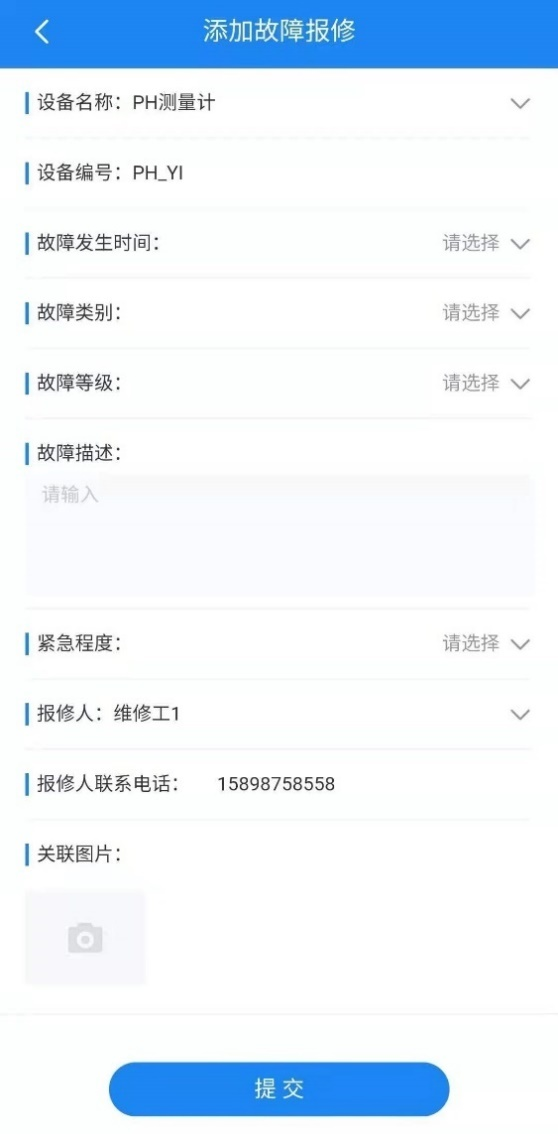 添加故障报修
设备名称：PH测量计
设备编号：PH_YI
故障发生时间： 请选择
故障类别： 请选择
故障等级： 请选择
故障描述：
请输入
紧急程度： 请选择
报修人：维修工1
报修人联系电话： 15898758558
关联图片：
提交